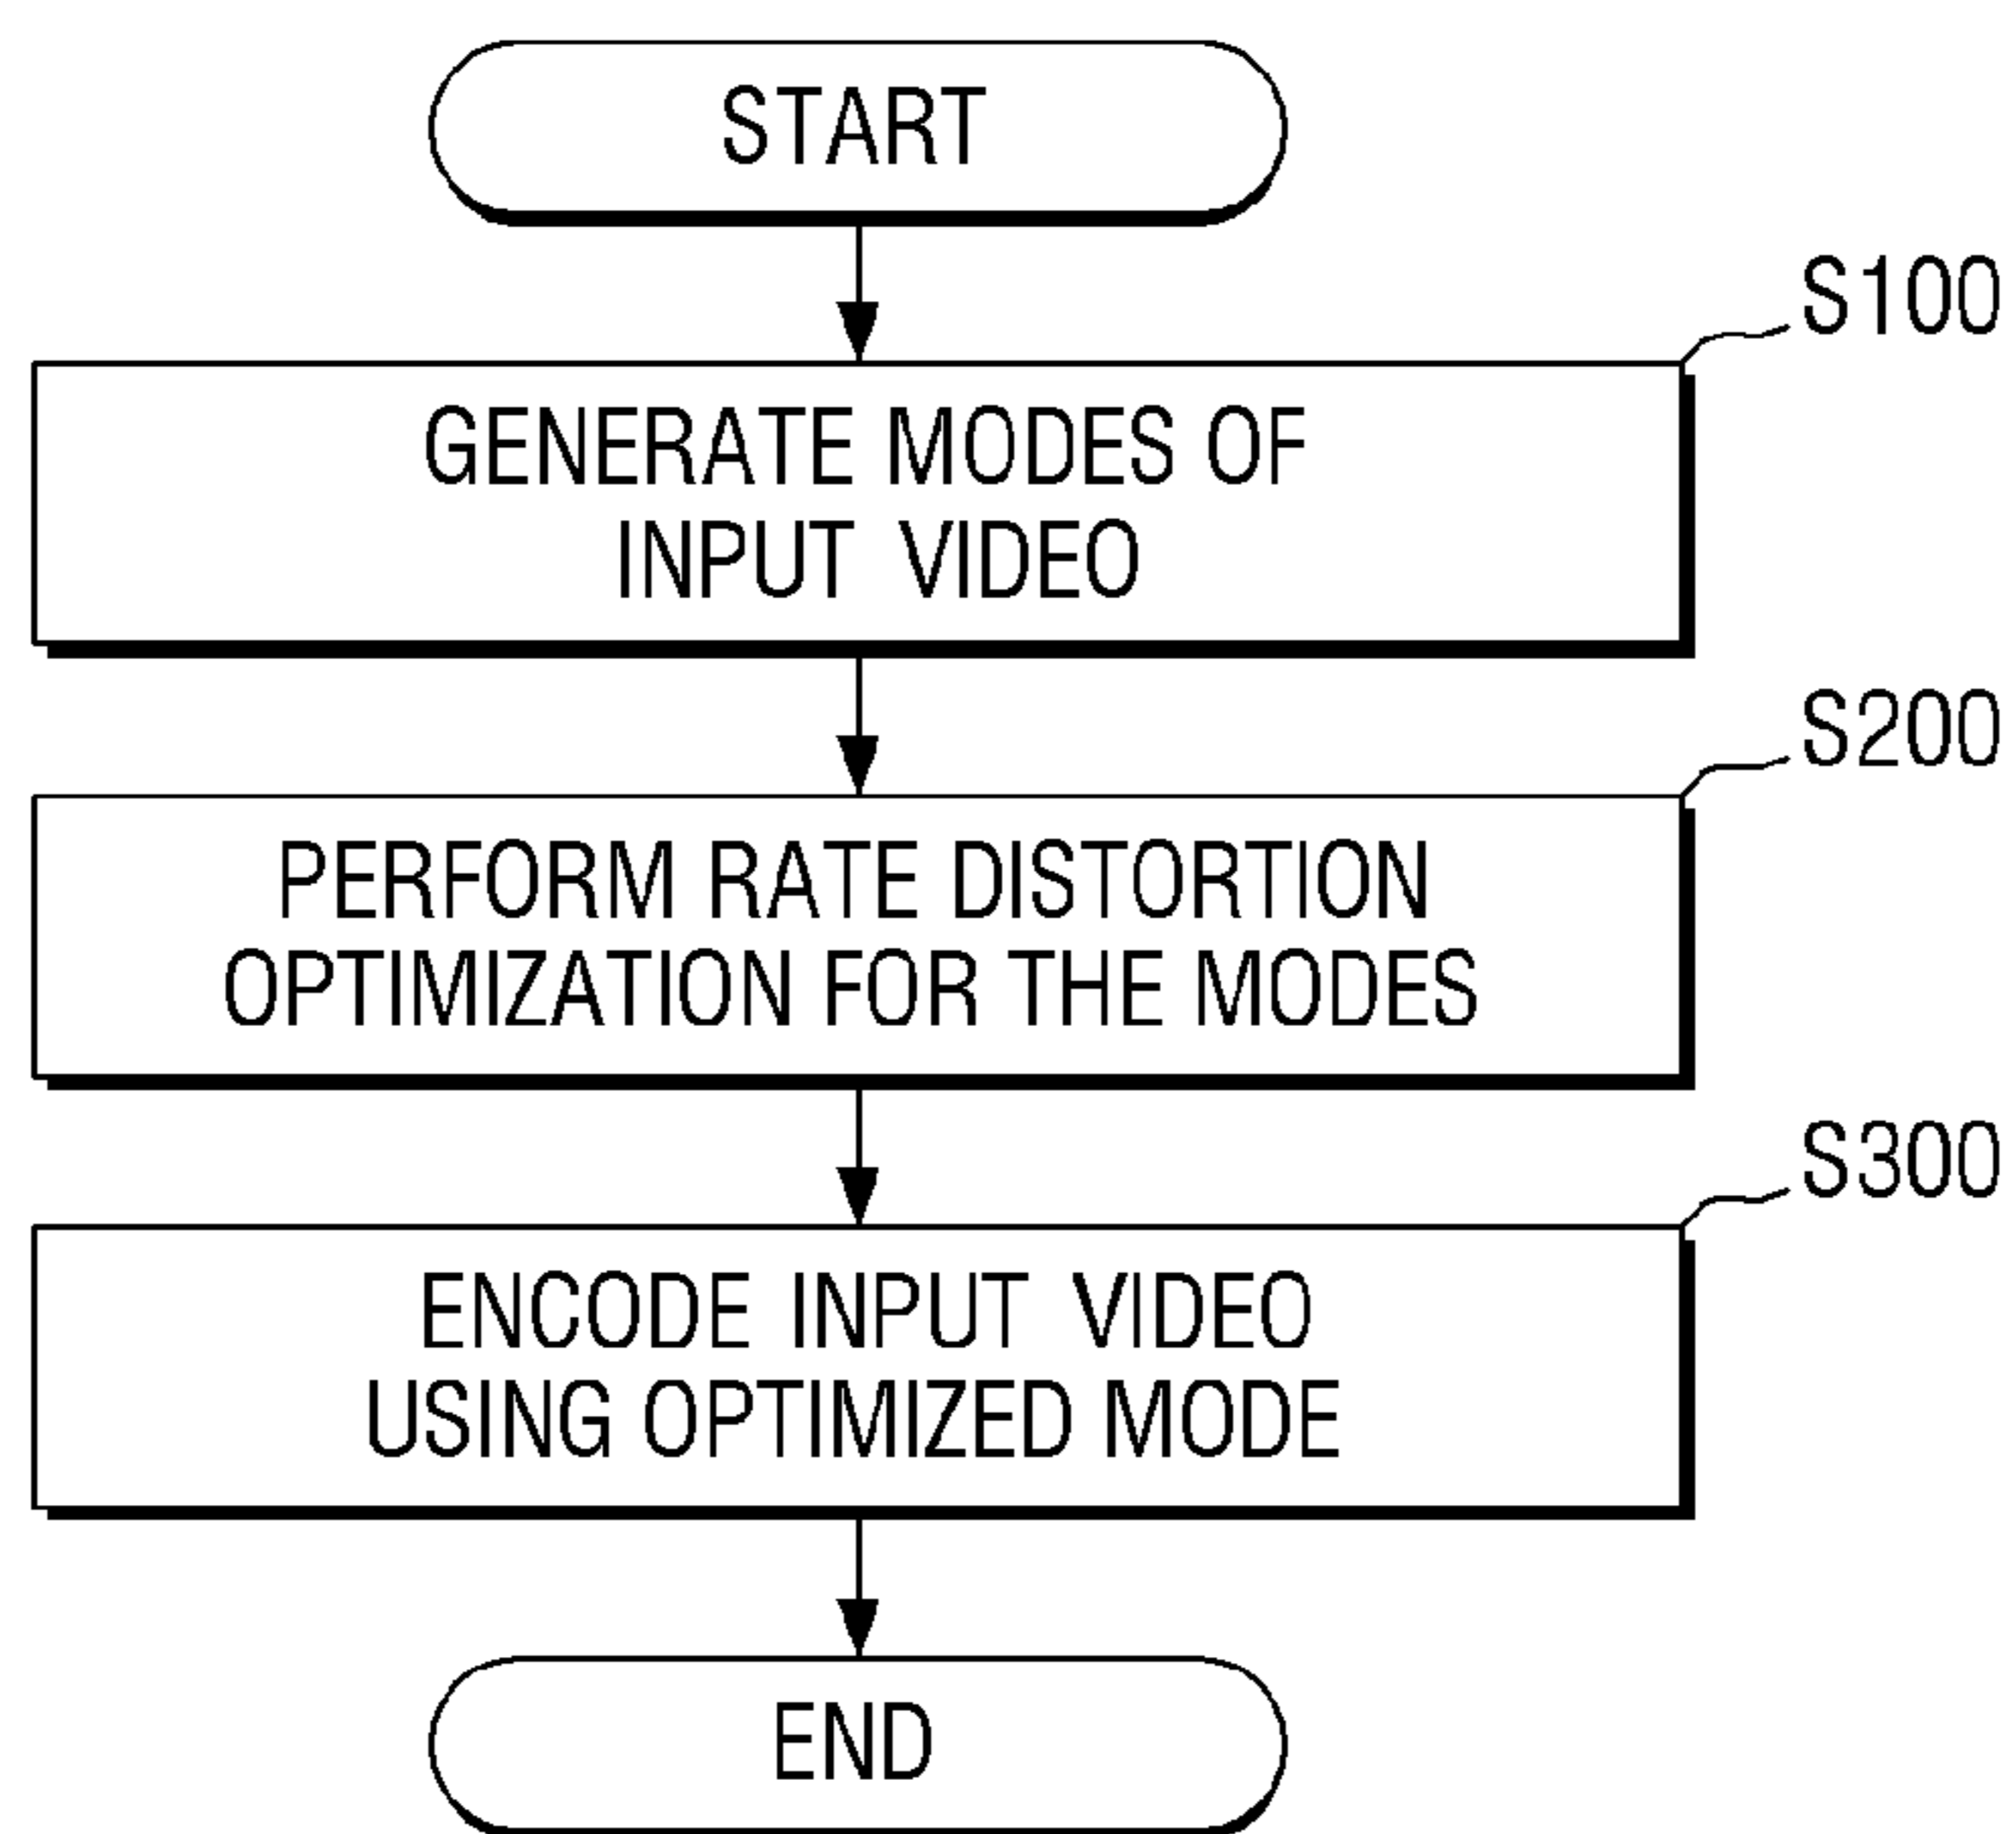 START
S100
GENERATE MODES OF
INPUT VIDEO
S200
PERFORM RATE DISTORTION
OPTIMIZATION FOR THE MODES
S300
ENCODE INPUT VIDEO
USING OPTIMIZED MODE
END